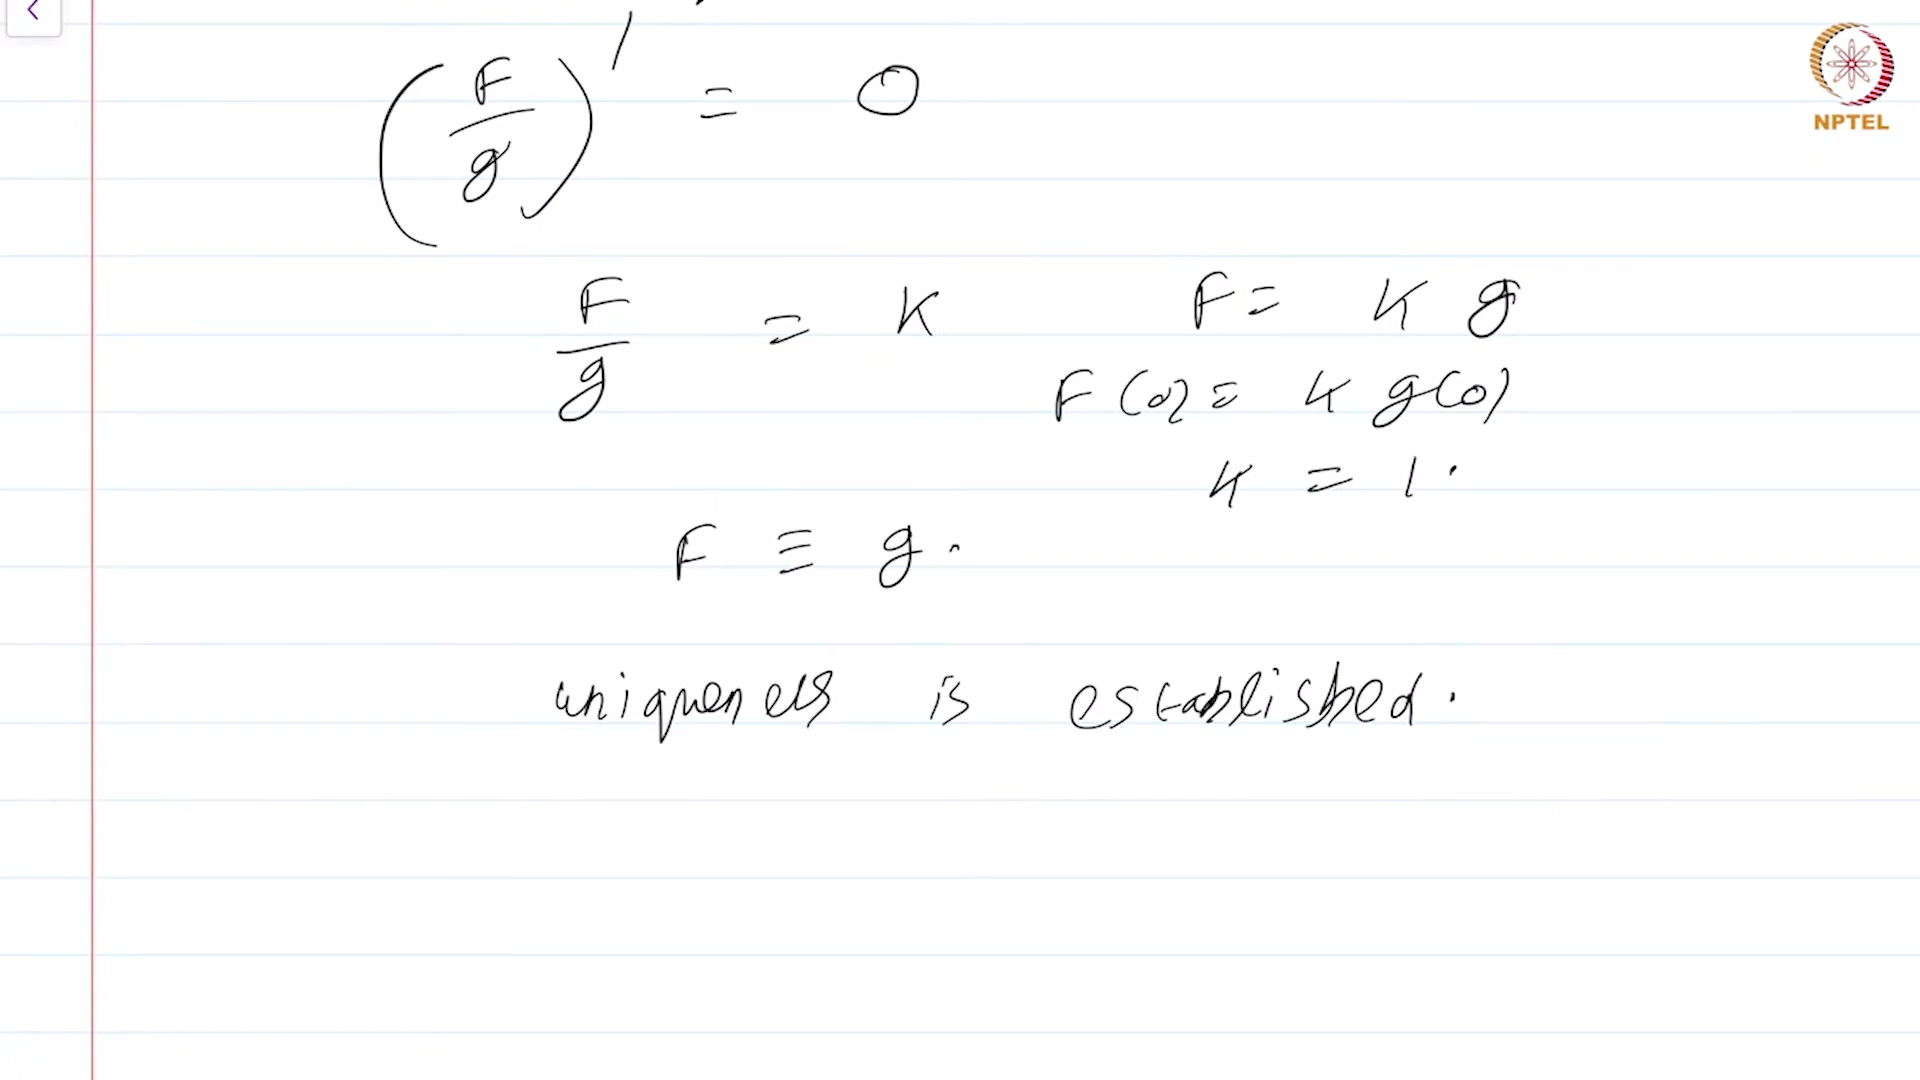 (F/g)' = 0
NPTEL
F/g = K
F = K g
F(0) = K g(0)
K = 1.
F ≡ g.
uniqueness is established.